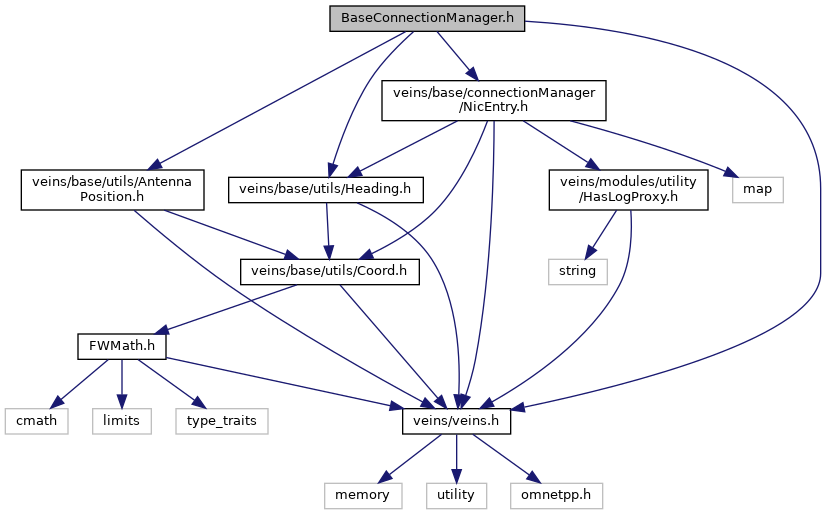 BaseConnectionManager.h
veins/base/connectionManager
/NicEntry.h
veins/base/utils/Antenna
Position.h
veins/base/utils/Heading.h
veins/modules/utility
/HasLogProxy.h
map
veins/base/utils/Coord.h
string
FWMath.h
cmath
limits
type_traits
veins/veins.h
memory
utility
omnetpp.h